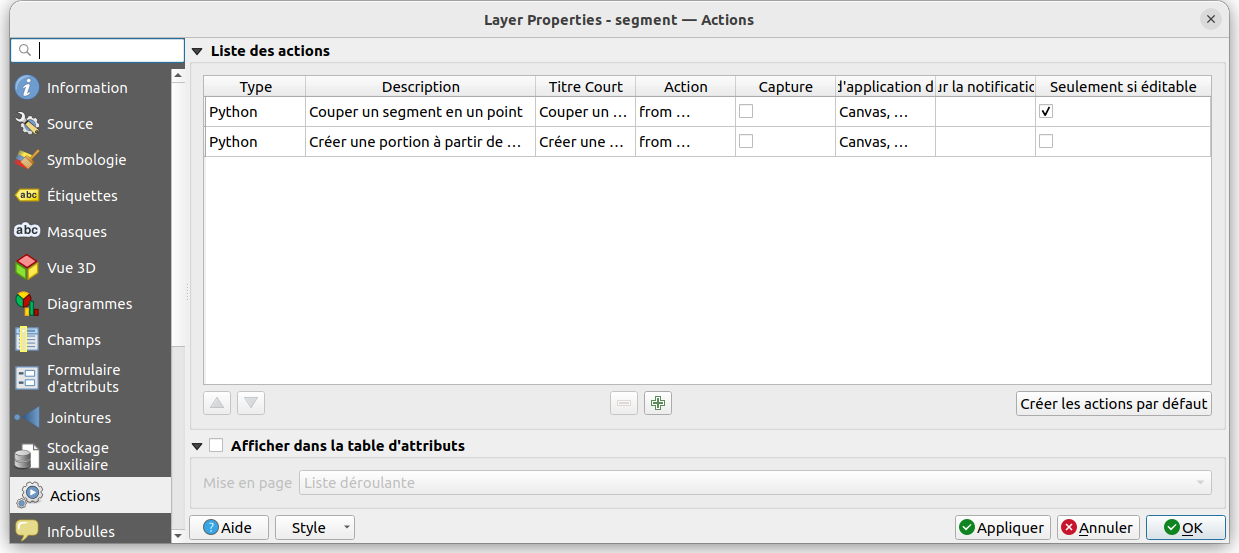 Layer Properties - segment — Actions
Information
Source
Symbologie
Étiquettes
Masques
Vue 3D
Diagrammes
Champs
Formulaire
d'attributs
Jointures
Stockage
auxiliaire
Actions
Infobulles
Liste des actions
Type Description Titre Court Action Capture d'application d ur la notificatic Seulement si éditable
Python Couper un segment en un point Couper un … from … Canvas, …
Python Créer une portion à partir de … Créer une … from … Canvas, …
Créer les actions par défaut
Afficher dans la table d'attributs
Mise en page Liste déroulante
Aide Style Appliquer Annuler OK